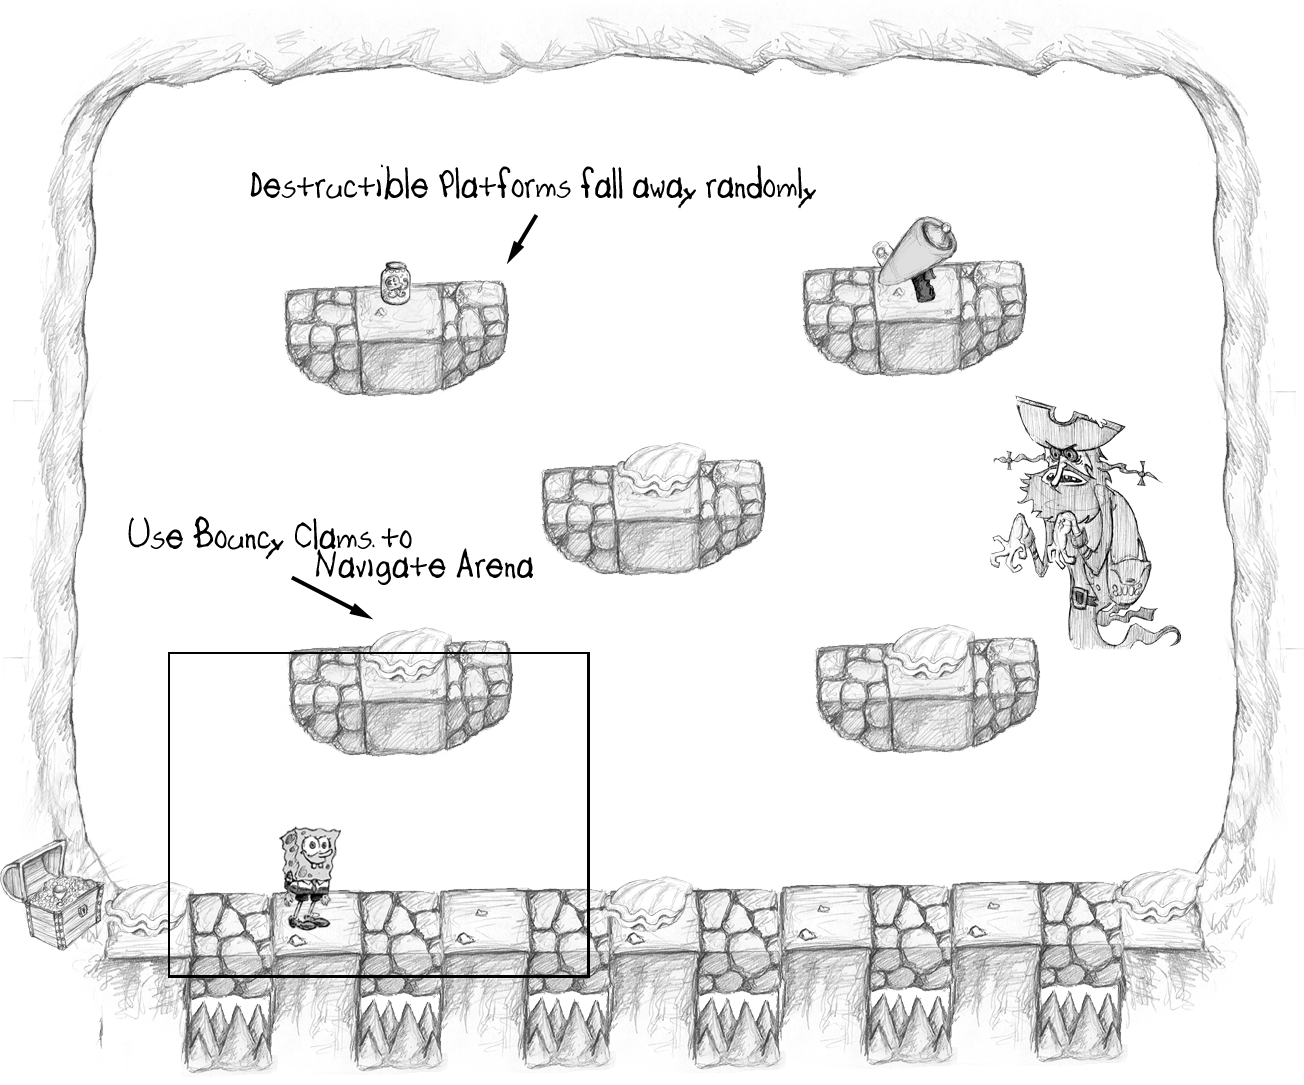 Destructible Platforms fall away randomly
Use Bouncy Clams to
Navigate Arena